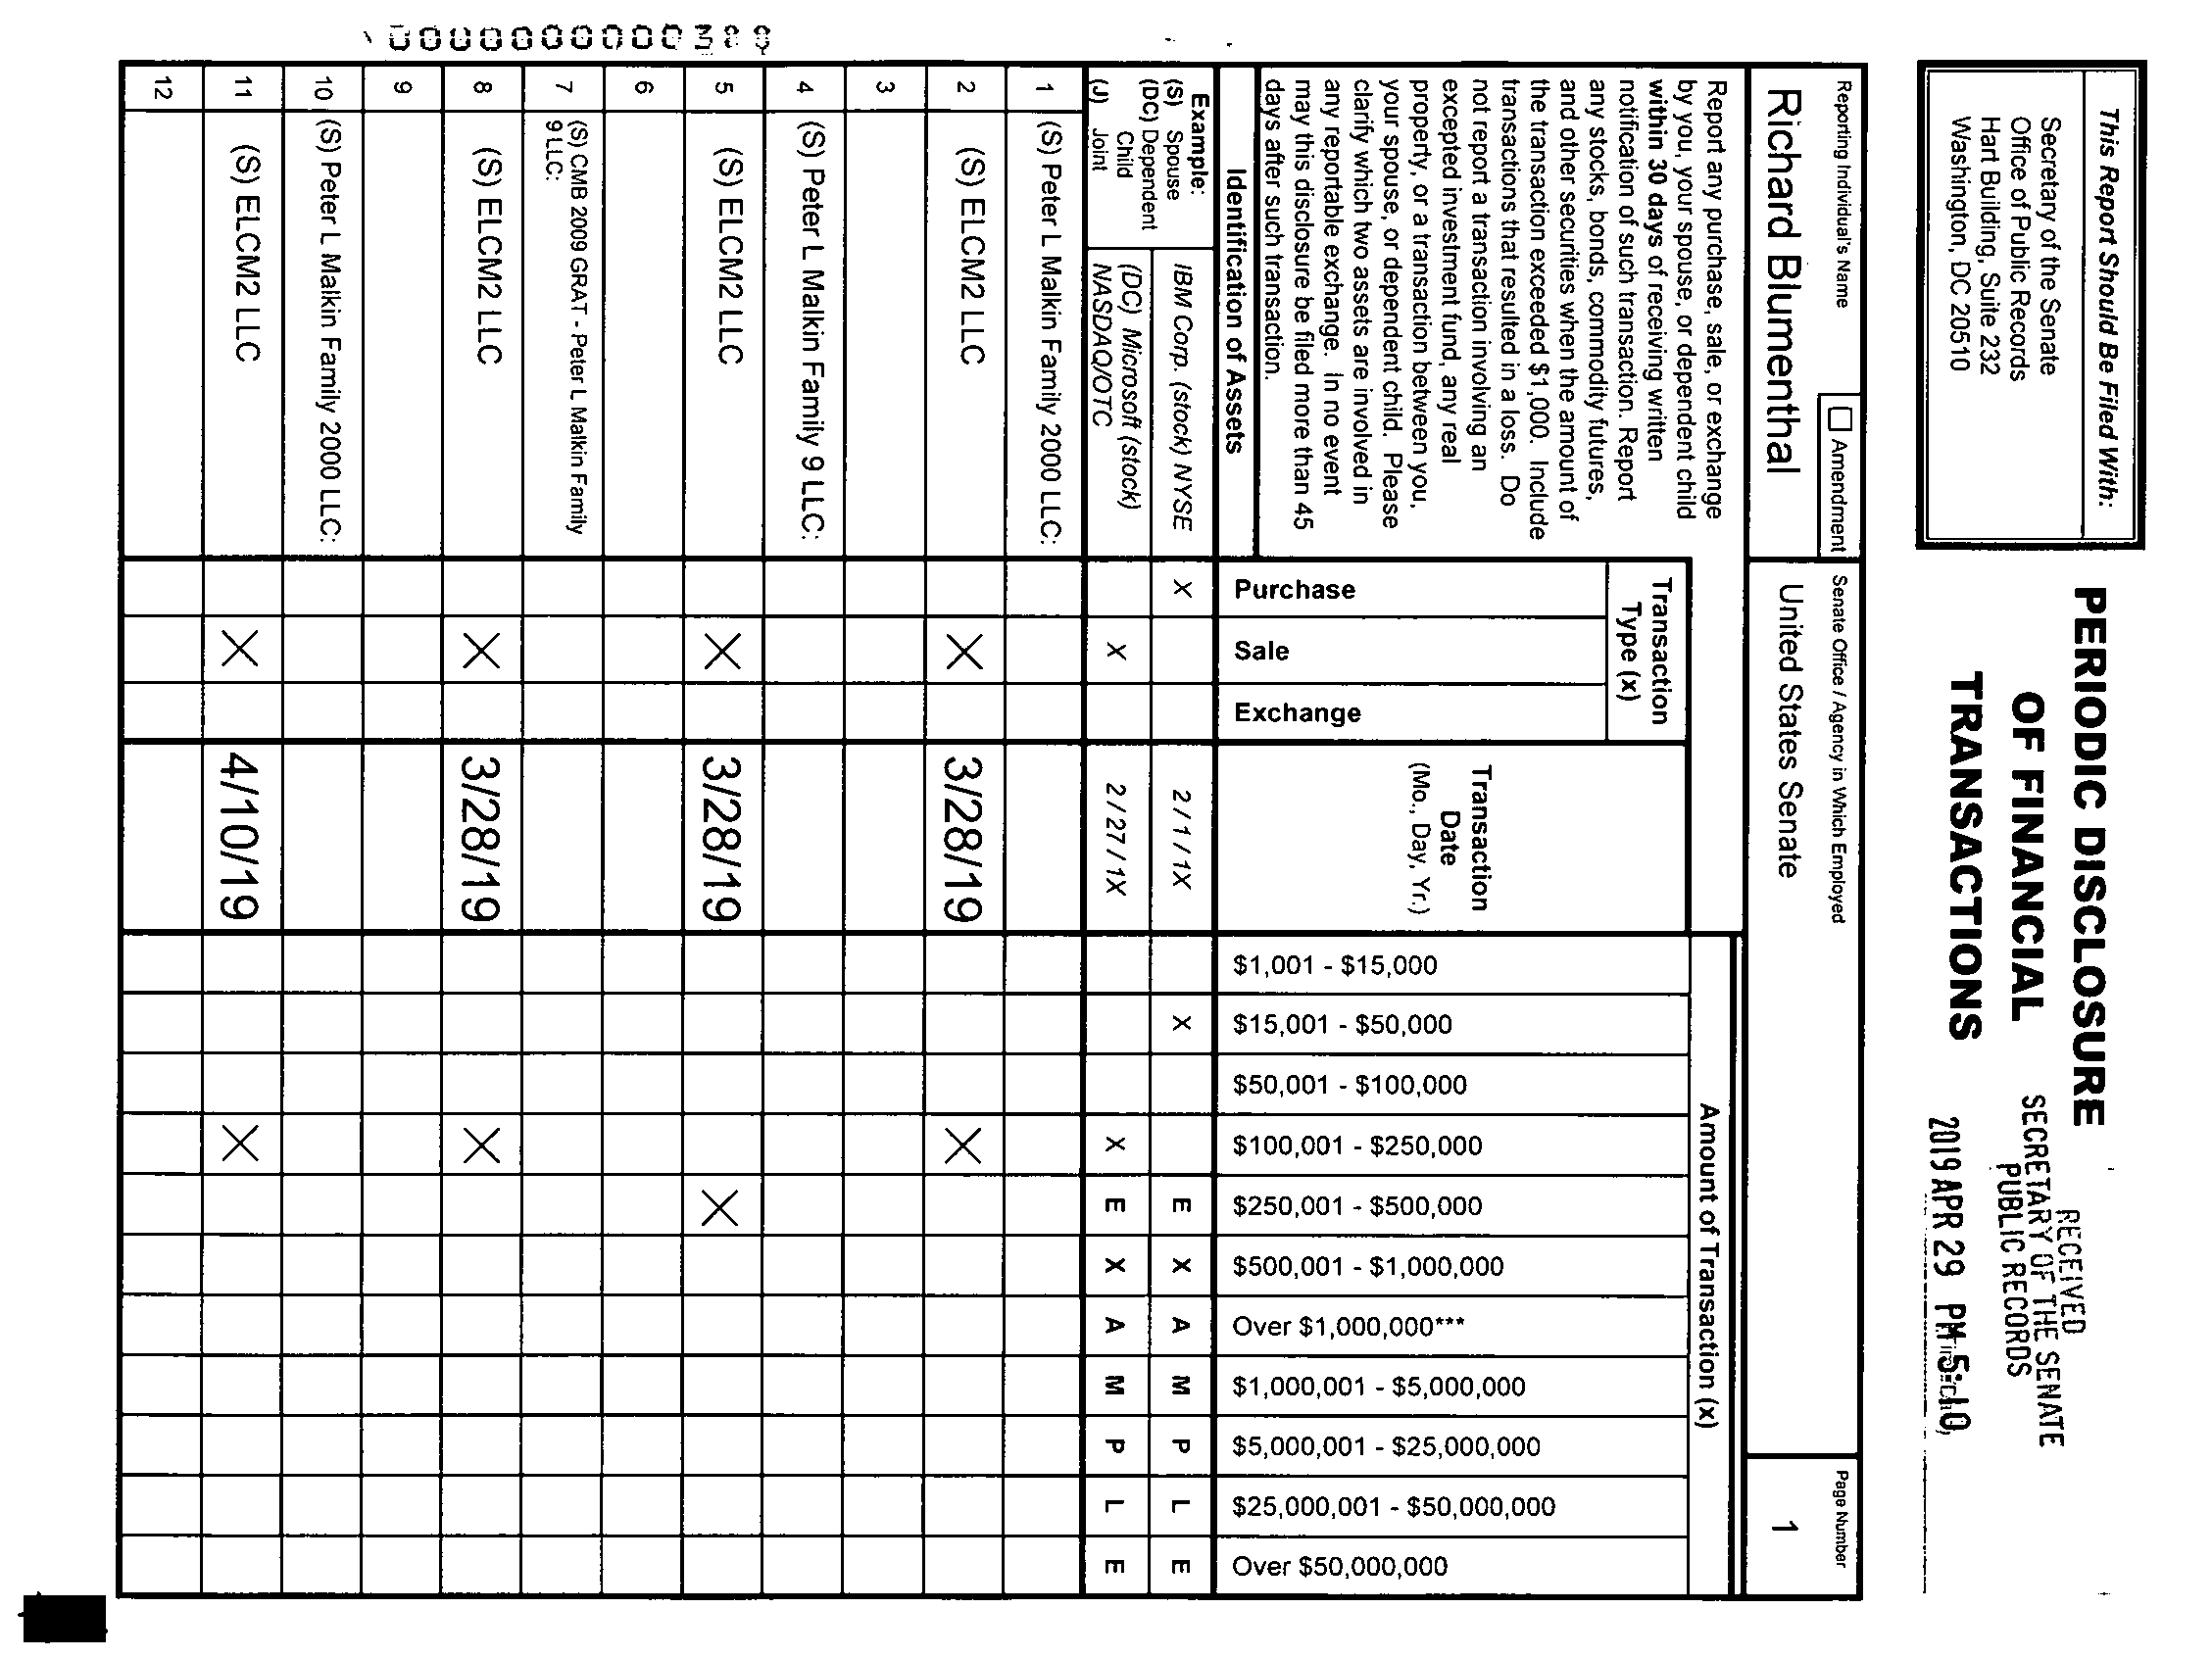 This Report Should Be Filed With:
Secretary of the Senate
Office of Public Records
Hart Building, Suite 232
Washington, DC 20510
PERIODIC DISCLOSURE
OF FINANCIAL
TRANSACTIONS
RECEIVED
SECRETARY OF THE SENATE
PUBLIC RECORDS
2019 APR 29 PM 5:10
Reporting Individual's Name
Amendment
Senate Office / Agency in Which Employed
Page Number
Richard Blumenthal
United States Senate
1
Report any purchase, sale, or exchange
by you, your spouse, or dependent child
within 30 days of receiving written
notification of such transaction. Report
any stocks, bonds, commodity futures,
and other securities when the amount of
the transaction exceeded $1,000. Include
transactions that resulted in a loss. Do
not report a transaction involving an
excepted investment fund, any real
property, or a transaction between you,
your spouse, or dependent child. Please
clarify which two assets are involved in
any reportable exchange. In no event
may this disclosure be filed more than 45
days after such transaction.
Transaction
Type (x)
Transaction
Date
(Mo., Day, Yr.)
Amount of Transaction (x)
Identification of Assets
Purchase
Sale
Exchange
$1,001 - $15,000
$15,001 - $50,000
$50,001 - $100,000
$100,001 - $250,000
$250,001 - $500,000
$500,001 - $1,000,000
Over $1,000,000***
$1,000,001 - $5,000,000
$5,000,001 - $25,000,000
$25,000,001 - $50,000,000
Over $50,000,000
Example:
(S) Spouse
(DC) Dependent
Child
(J) Joint
IBM Corp. (stock) NYSE X 2 / 1 / 1X X E X A M P L E
(DC) Microsoft (stock)
NASDAQ/OTC X 2 / 27 / 1X X E X A M P L E
1 (S) Peter L Malkin Family 2000 LLC:
2 (S) ELCM2 LLC X 3/28/19 X
3
4 (S) Peter L Malkin Family 9 LLC:
5 (S) ELCM2 LLC X 3/28/19 X
6
7 (S) CMB 2009 GRAT - Peter L Malkin Family
9 LLC:
8 (S) ELCM2 LLC X 3/28/19 X
9
10 (S) Peter L Malkin Family 2000 LLC:
11 (S) ELCM2 LLC X 4/10/19 X
12